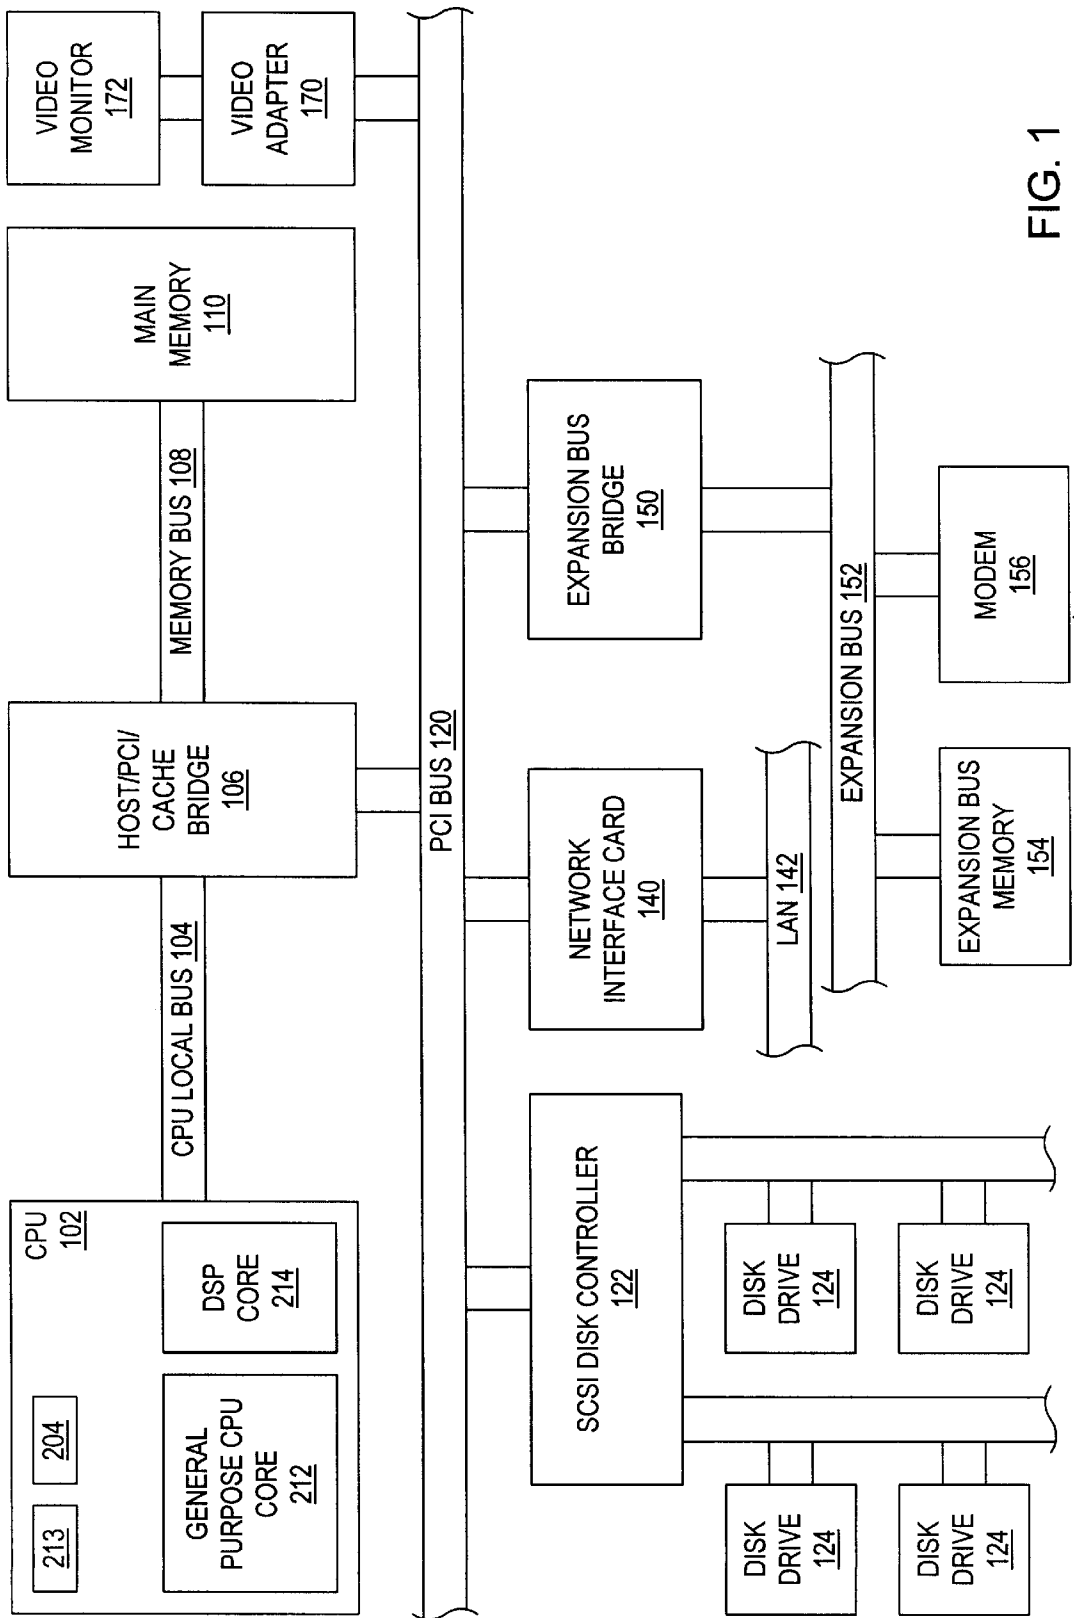 CPU
102
213
204
GENERAL
PURPOSE CPU
CORE
212
DSP
CORE
214
CPU LOCAL BUS 104
HOST/PCI/
CACHE
BRIDGE
106
MEMORY BUS 108
MAIN
MEMORY
110
VIDEO
MONITOR
172
VIDEO
ADAPTER
170
PCI BUS 120
SCSI DISK CONTROLLER
122
NETWORK
INTERFACE CARD
140
EXPANSION BUS
BRIDGE
150
DISK
DRIVE
124
DISK
DRIVE
124
DISK
DRIVE
124
DISK
DRIVE
124
LAN 142
EXPANSION BUS 152
EXPANSION BUS
MEMORY
154
MODEM
156
FIG. 1